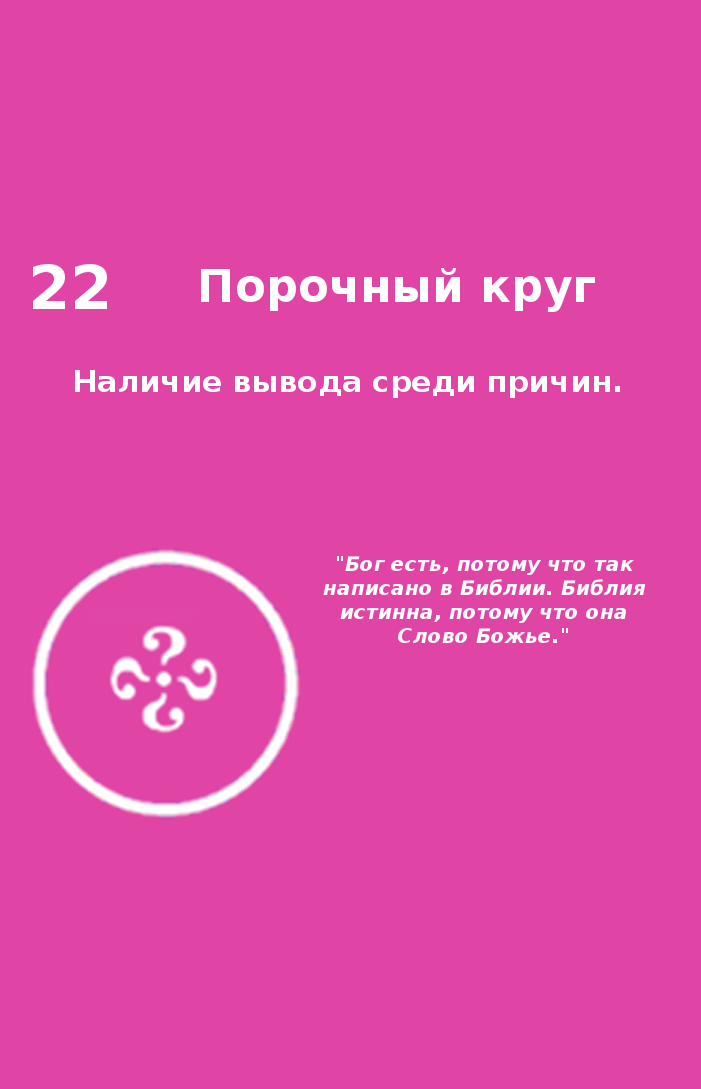 22 Порочный круг
Наличие вывода среди причин.
"Бог есть, потому что так
написано в Библии. Библия
истинна, потому что она
Слово Божье."